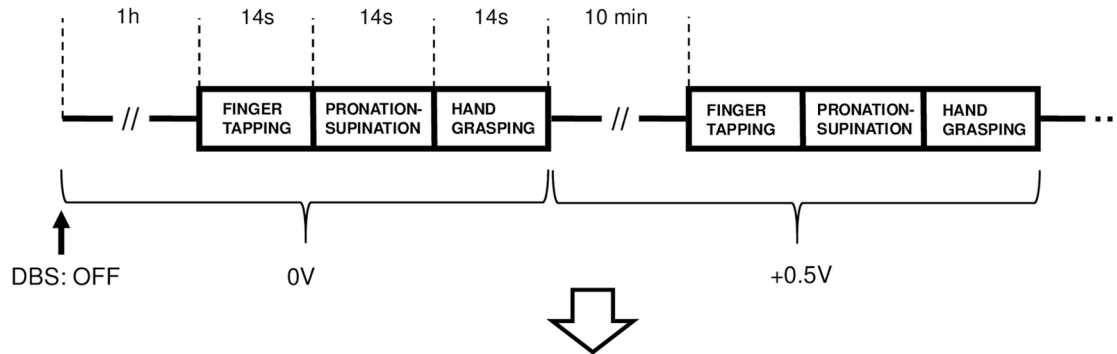 1h 14s 14s 14s 10 min
// FINGER TAPPING PRONATION-SUPINATION HAND GRASPING // FINGER TAPPING PRONATION-SUPINATION HAND GRASPING ...
DBS: OFF 0V +0.5V